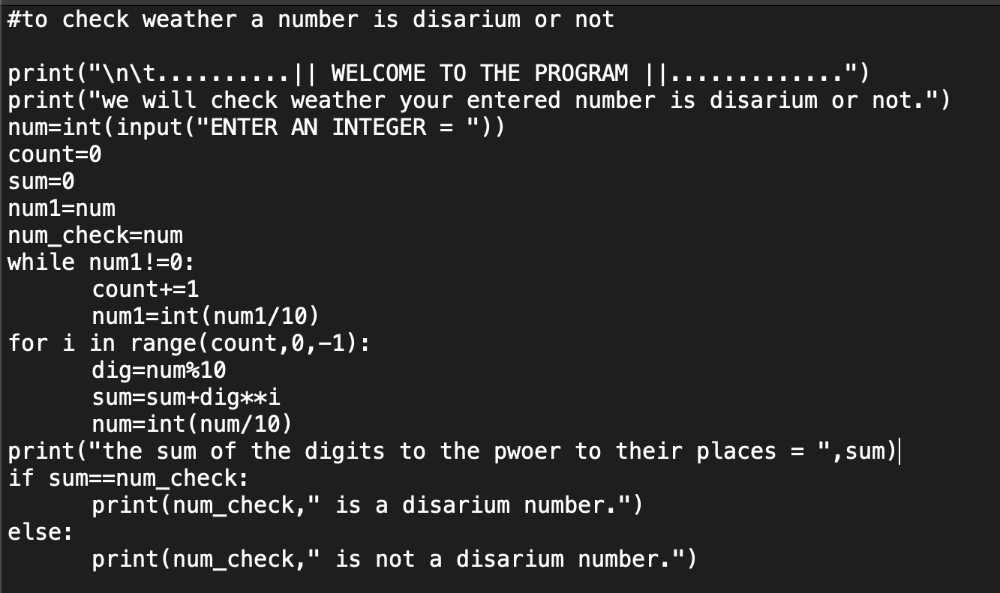 #to check weather a number is disarium or not

print("\n\t..........|| WELCOME TO THE PROGRAM ||.............")
print("we will check weather your entered number is disarium or not.")
num=int(input("ENTER AN INTEGER = "))
count=0
sum=0
num1=num
num_check=num
while num1!=0:
      count+=1
      num1=int(num1/10)
for i in range(count,0,-1):
      dig=num%10
      sum=sum+dig**i
      num=int(num/10)
print("the sum of the digits to the pwoer to their places = ",sum)
if sum==num_check:
      print(num_check," is a disarium number.")
else:
      print(num_check," is not a disarium number.")